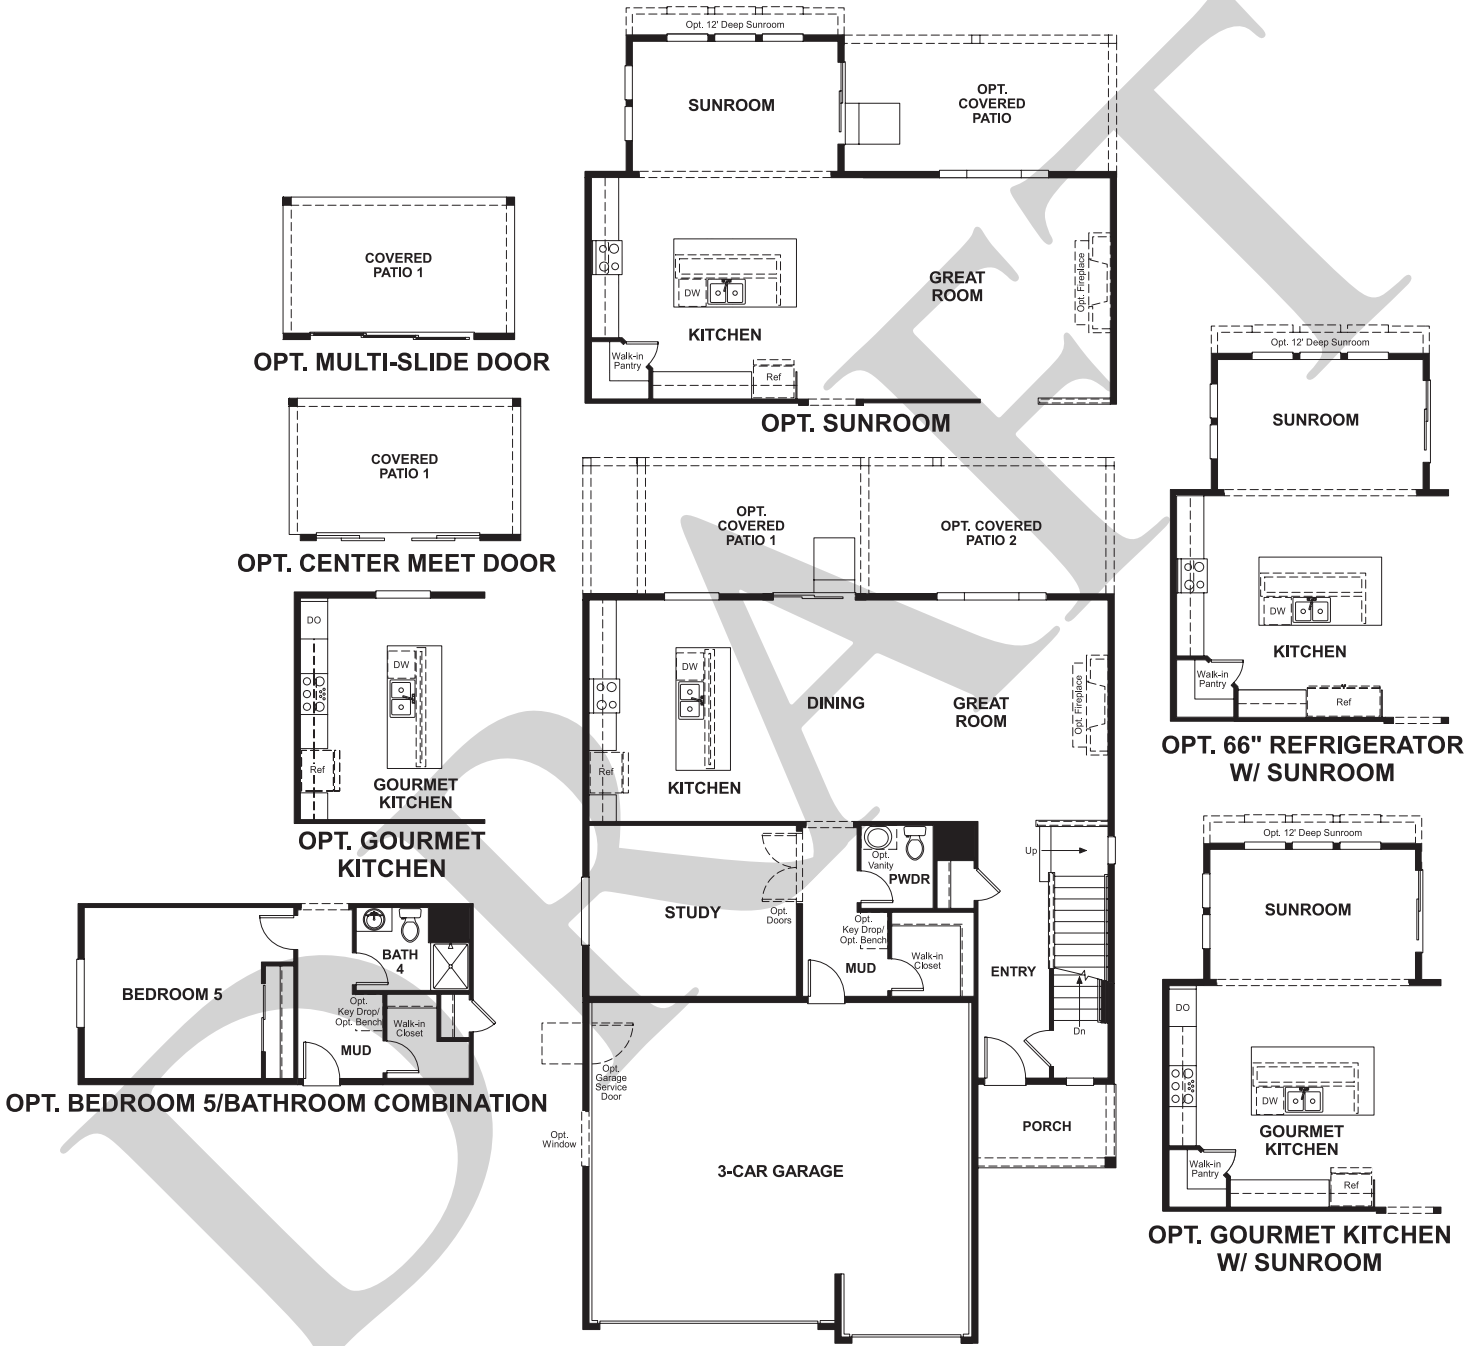 Opt. 12' Deep Sunroom
SUNROOM
OPT.
COVERED
PATIO
GREAT
ROOM
Opt. Fireplace
DW
KITCHEN
Walk-in
Pantry
Ref
OPT. SUNROOM
COVERED
PATIO 1
OPT. MULTI-SLIDE DOOR
COVERED
PATIO 1
OPT. CENTER MEET DOOR
DO
DW
Ref
GOURMET
KITCHEN
OPT. GOURMET
KITCHEN
BEDROOM 5
BATH
4
Opt.
Key Drop/
Opt. Bench
Walk-in
Closet
MUD
OPT. BEDROOM 5/BATHROOM COMBINATION
OPT.
COVERED
PATIO 1
OPT. COVERED
PATIO 2
DW
DINING
GREAT
ROOM
Opt. Fireplace
Ref
KITCHEN
Opt.
Vanity
PWDR
Up
STUDY
Opt.
Doors
Opt.
Key Drop/
Opt. Bench
Walk-in
Closet
MUD
ENTRY
Dn
Opt.
Garage
Service
Door
Opt.
Window
PORCH
3-CAR GARAGE
Opt. 12' Deep Sunroom
SUNROOM
DW
KITCHEN
Walk-in
Pantry
Ref
OPT. 66" REFRIGERATOR
W/ SUNROOM
Opt. 12' Deep Sunroom
SUNROOM
DO
DW
GOURMET
KITCHEN
Walk-in
Pantry
Ref
OPT. GOURMET KITCHEN
W/ SUNROOM
DRAFT